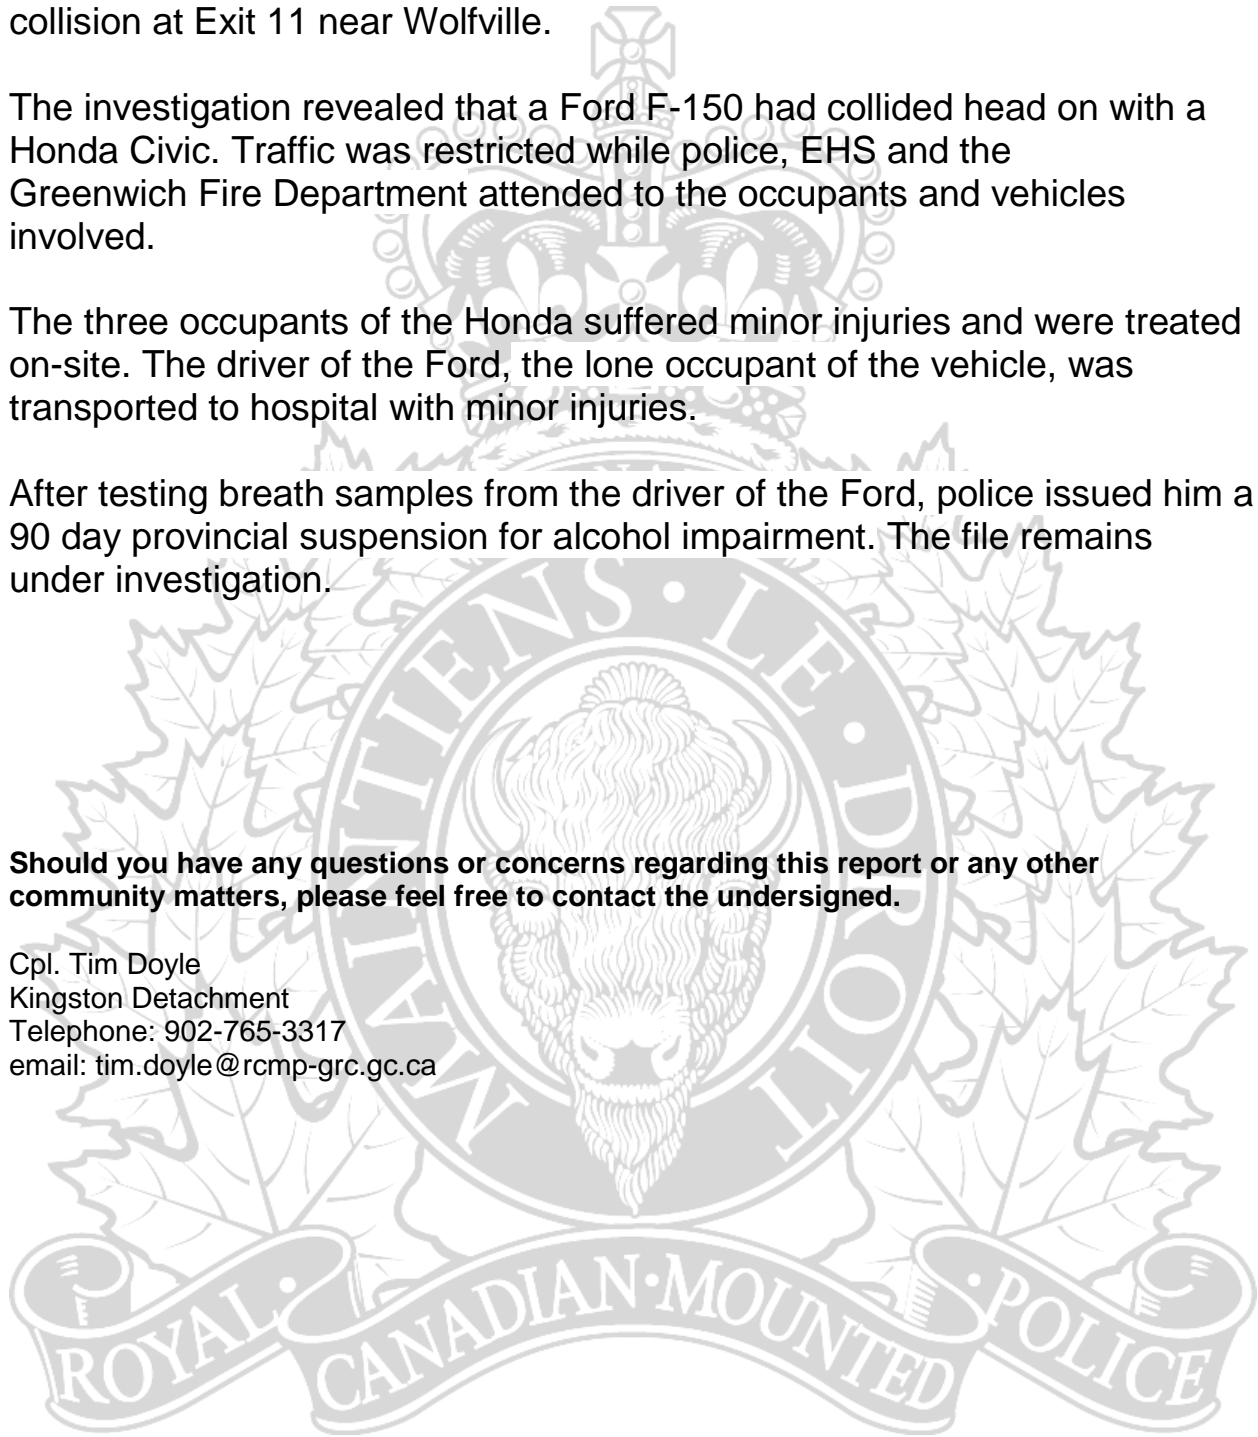 collision at Exit 11 near Wolfville.
The investigation revealed that a Ford F-150 had collided head on with a
Honda Civic. Traffic was restricted while police, EHS and the
Greenwich Fire Department attended to the occupants and vehicles
involved.
The three occupants of the Honda suffered minor injuries and were treated
on-site. The driver of the Ford, the lone occupant of the vehicle, was
transported to hospital with minor injuries.
After testing breath samples from the driver of the Ford, police issued him a
90 day provincial suspension for alcohol impairment. The file remains
under investigation.
MAINTIENS • LE • DROIT
Should you have any questions or concerns regarding this report or any other
community matters, please feel free to contact the undersigned.
Cpl. Tim Doyle
Kingston Detachment
Telephone: 902-765-3317
email: tim.doyle@rcmp-grc.gc.ca
ROYAL • CANADIAN • MOUNTED • POLICE